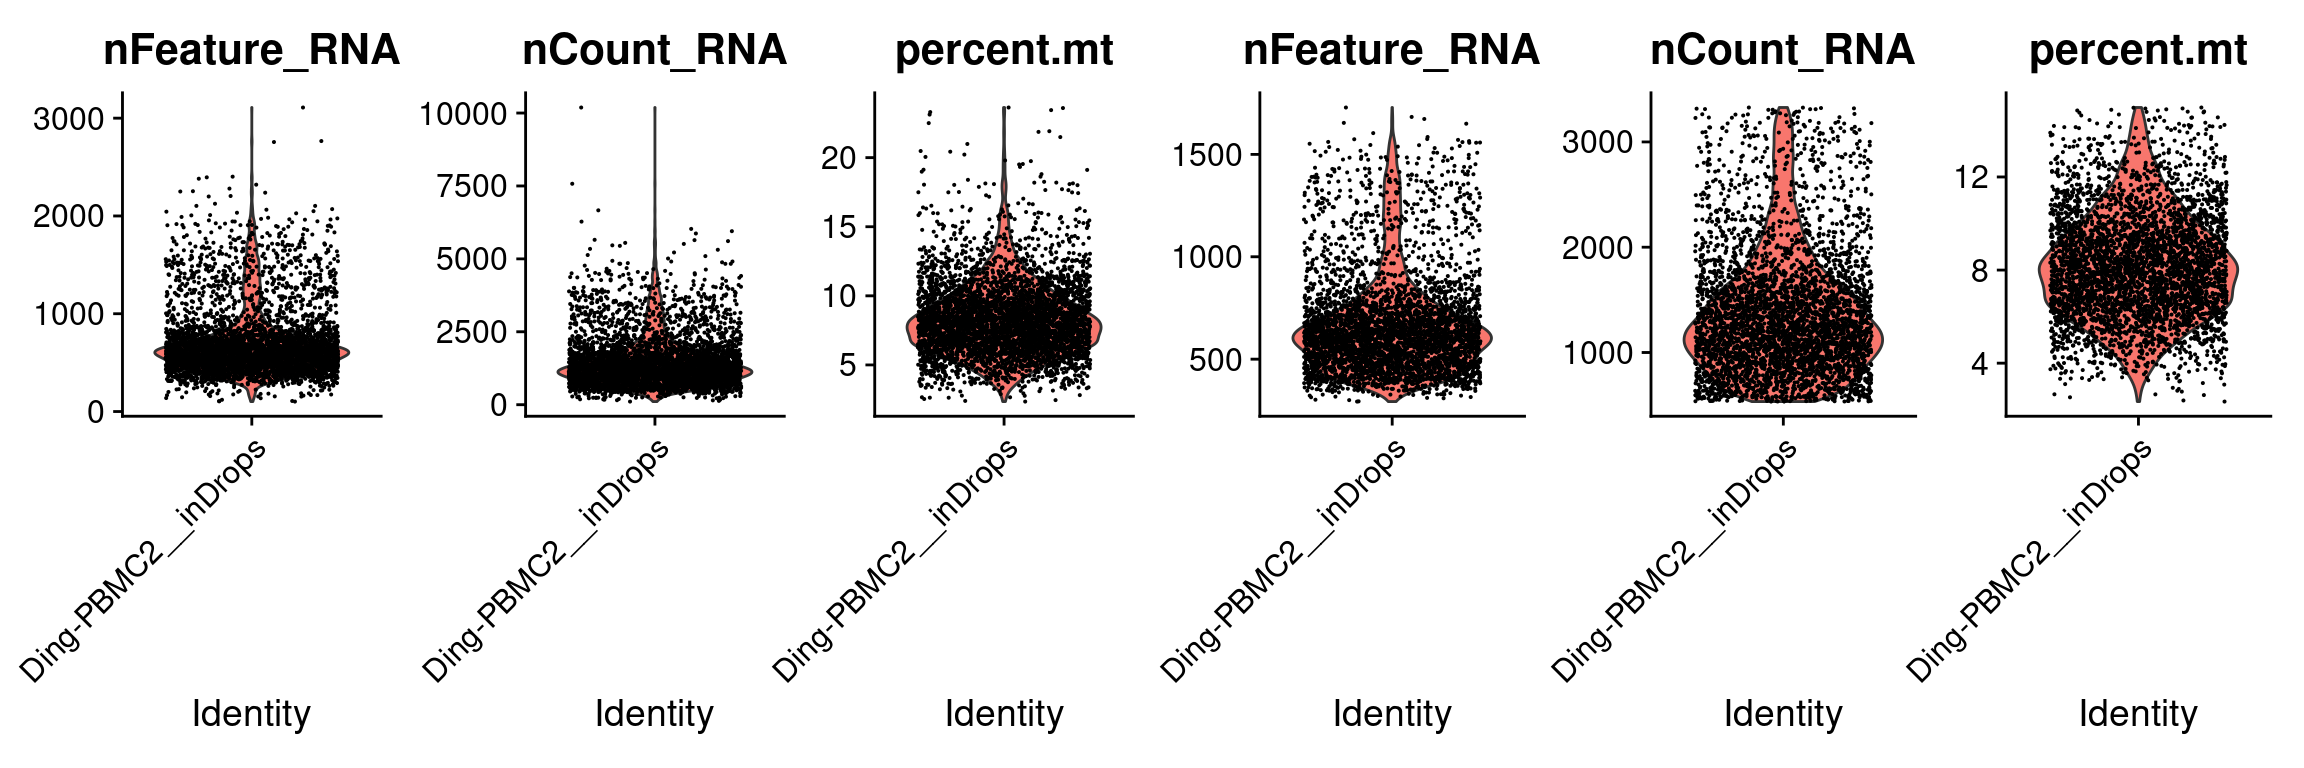 nFeature_RNA
3000
2000
1000
0
Ding-PBMC2__inDrops
Identity
nCount_RNA
10000
7500
5000
2500
0
Ding-PBMC2__inDrops
Identity
percent.mt
20
15
10
5
Ding-PBMC2__inDrops
Identity
nFeature_RNA
1500
1000
500
Ding-PBMC2__inDrops
Identity
nCount_RNA
3000
2000
1000
Ding-PBMC2__inDrops
Identity
percent.mt
12
8
4
Ding-PBMC2__inDrops
Identity